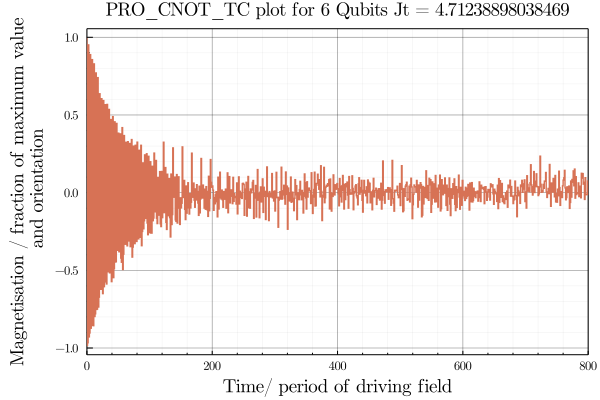 PRO_CNOT_TC plot for 6 Qubits Jt = 4.71238898038469
Magnetisation / fraction of maximum value
and orientation
1.0
0.5
0.0
−0.5
−1.0
0 200 400 600 800
Time/ period of driving field